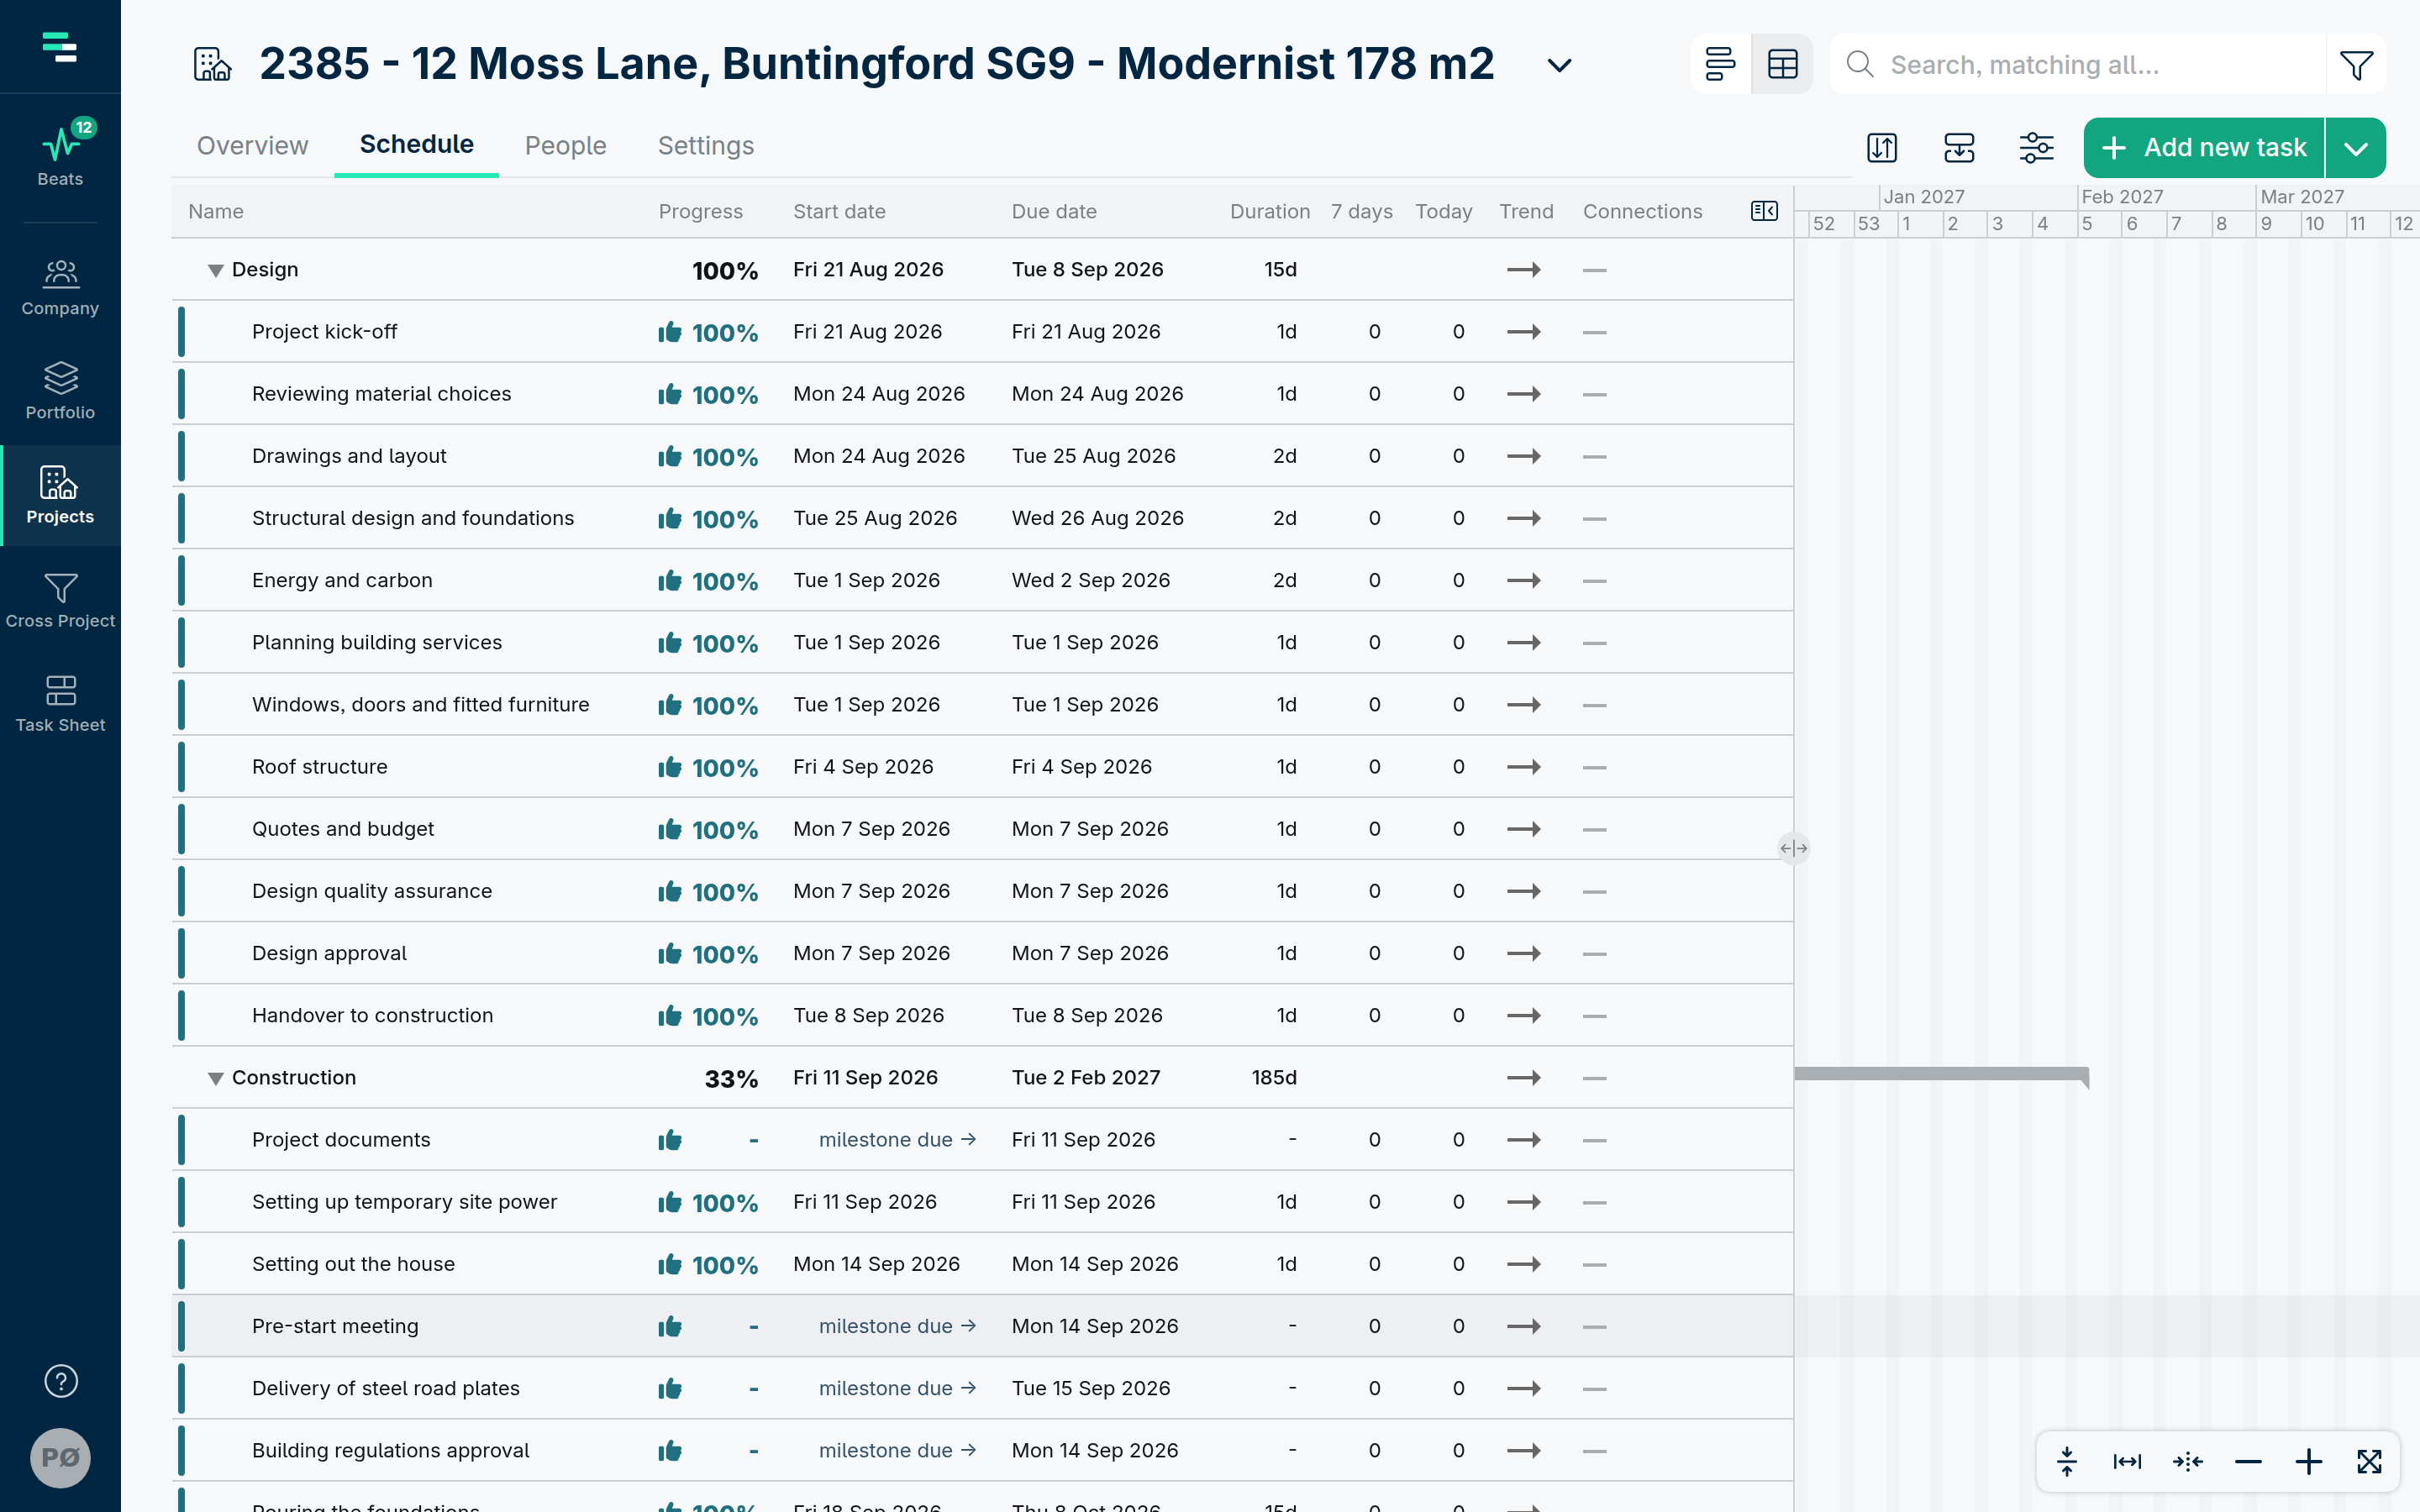 2385 - 12 Moss Lane, Buntingford SG9 - Modernist 178 m2
Search, matching all...
12
Beats
Company
Portfolio
Projects
Cross Project
Task Sheet
PØ
Overview Schedule People Settings
Add new task
Name Progress Start date Due date Duration 7 days Today Trend Connections
Jan 2027 Feb 2027 Mar 2027
52 53 1 2 3 4 5 6 7 8 9 10 11 12
Design 100% Fri 21 Aug 2026 Tue 8 Sep 2026 15d —
Project kick-off 100% Fri 21 Aug 2026 Fri 21 Aug 2026 1d 0 0 —
Reviewing material choices 100% Mon 24 Aug 2026 Mon 24 Aug 2026 1d 0 0 —
Drawings and layout 100% Mon 24 Aug 2026 Tue 25 Aug 2026 2d 0 0 —
Structural design and foundations 100% Tue 25 Aug 2026 Wed 26 Aug 2026 2d 0 0 —
Energy and carbon 100% Tue 1 Sep 2026 Wed 2 Sep 2026 2d 0 0 —
Planning building services 100% Tue 1 Sep 2026 Tue 1 Sep 2026 1d 0 0 —
Windows, doors and fitted furniture 100% Tue 1 Sep 2026 Tue 1 Sep 2026 1d 0 0 —
Roof structure 100% Fri 4 Sep 2026 Fri 4 Sep 2026 1d 0 0 —
Quotes and budget 100% Mon 7 Sep 2026 Mon 7 Sep 2026 1d 0 0 —
Design quality assurance 100% Mon 7 Sep 2026 Mon 7 Sep 2026 1d 0 0 —
Design approval 100% Mon 7 Sep 2026 Mon 7 Sep 2026 1d 0 0 —
Handover to construction 100% Tue 8 Sep 2026 Tue 8 Sep 2026 1d 0 0 —
Construction 33% Fri 11 Sep 2026 Tue 2 Feb 2027 185d —
Project documents - milestone due → Fri 11 Sep 2026 - 0 0 —
Setting up temporary site power 100% Fri 11 Sep 2026 Fri 11 Sep 2026 1d 0 0 —
Setting out the house 100% Mon 14 Sep 2026 Mon 14 Sep 2026 1d 0 0 —
Pre-start meeting - milestone due → Mon 14 Sep 2026 - 0 0 —
Delivery of steel road plates - milestone due → Tue 15 Sep 2026 - 0 0 —
Building regulations approval - milestone due → Mon 14 Sep 2026 - 0 0 —
Pouring the foundations 100% Fri 18 Sep 2026 Thu 8 Oct 2026 15d 0 0